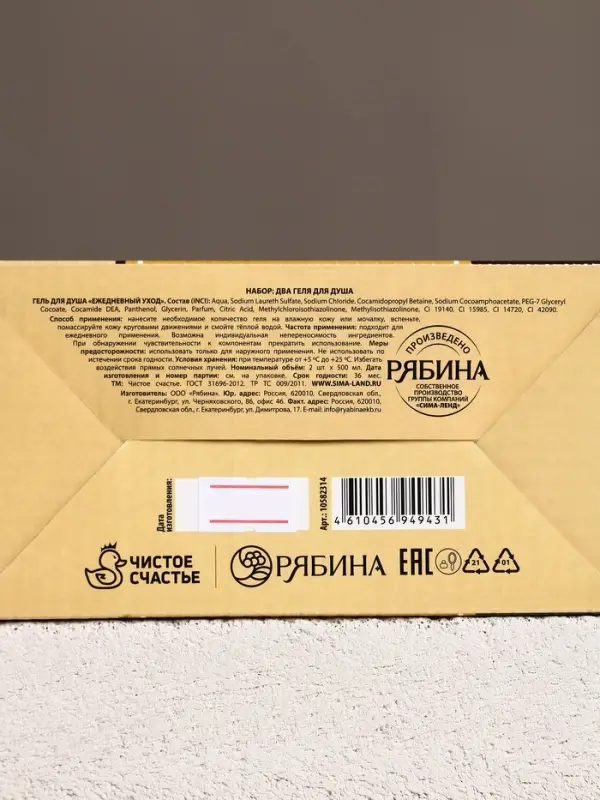 НАБОР: ДВА ГЕЛЯ ДЛЯ ДУША
ГЕЛЬ ДЛЯ ДУША «ЕЖЕДНЕВНЫЙ УХОД». Состав (INCI): Aqua, Sodium Laureth Sulfate, Sodium Chloride. Cocamidopropyl Betaine, Sodium Cocoamphoacetate, PEG-7 Glyceryl
Cocoate, Cocamide DEA, Panthenol, Glycerin, Parfum, Citric Acid, Methylchloroisothiazolinone, Methylisothiazolinone, CI 19140. CI 15985, CI 14720, CI 42090.
Способ применения: нанесите необходимое количество геля на влажную кожу или мочалку, вспеньте,
помассируйте кожу круговыми движениями и смойте тёплой водой. Частота применения: подходит для
ежедневного применения. Возможна индивидуальная непереносимость ингредиентов.
При обнаружении чувствительности к компонентам прекратить использование. Меры
предосторожности: использовать только для наружного применения. Не использовать по
истечении срока годности. Условия хранения: при температуре от +5 ºC до +25 ºC. Избегать
воздействия прямых солнечных лучей. Номинальный объём: 2 шт. x 500 мл. Дата
изготовления и номер партии: см. на упаковке. Срок годности: 36 мес.
ТМ: Чистое счастье. ГОСТ 31696-2012. ТР ТС 009/2011. WWW.SIMA-LAND.RU
Изготовитель: ООО «Рябина». Юр. адрес: Россия, 620010, Свердловская обл.,
г. Екатеринбург, ул. Черняховского, 86, офис 46. Факт. адрес: Россия, 620010,
Свердловская обл., г. Екатеринбург, ул. Димитрова, 17. E-mail: info@ryabinaekb.ru
ПРОИЗВЕДЕНО
РЯБИНА
СОБСТВЕННОЕ
ПРОИЗВОДСТВО
ГРУППЫ КОМПАНИЙ
«СИМА-ЛЕНД»
Дата
изготовления:
Арт.: 10582314
4 610456 949431
ЧИСТОЕ
СЧАСТЬЕ
РЯБИНА
EAC
21
01